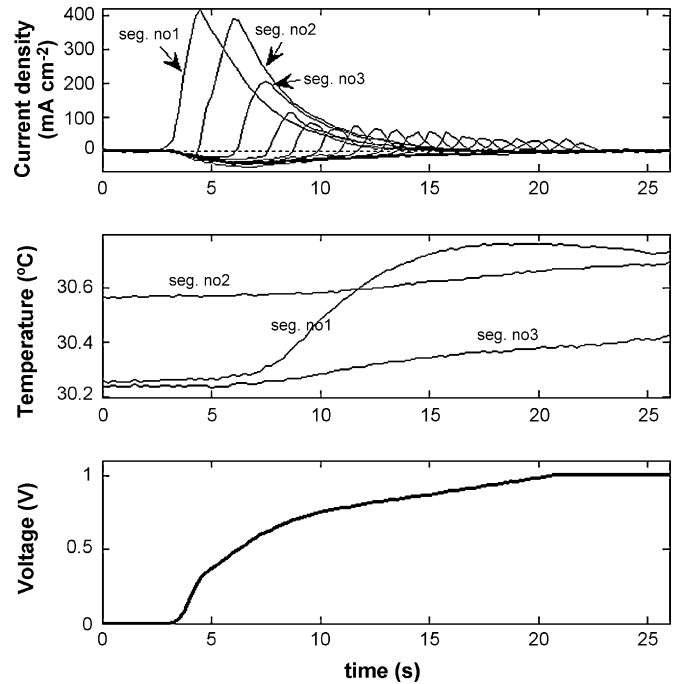 400
300
200
100
0
Current density
(mA cm-2)
seg. no1
seg. no2
seg. no3
0 5 10 15 20 25
30.6
30.4
30.2
Temperature (ºC)
seg. no2
seg. no1
seg. no3
0 5 10 15 20 25
1
0.5
0
Voltage (V)
0 5 10 15 20 25
time (s)